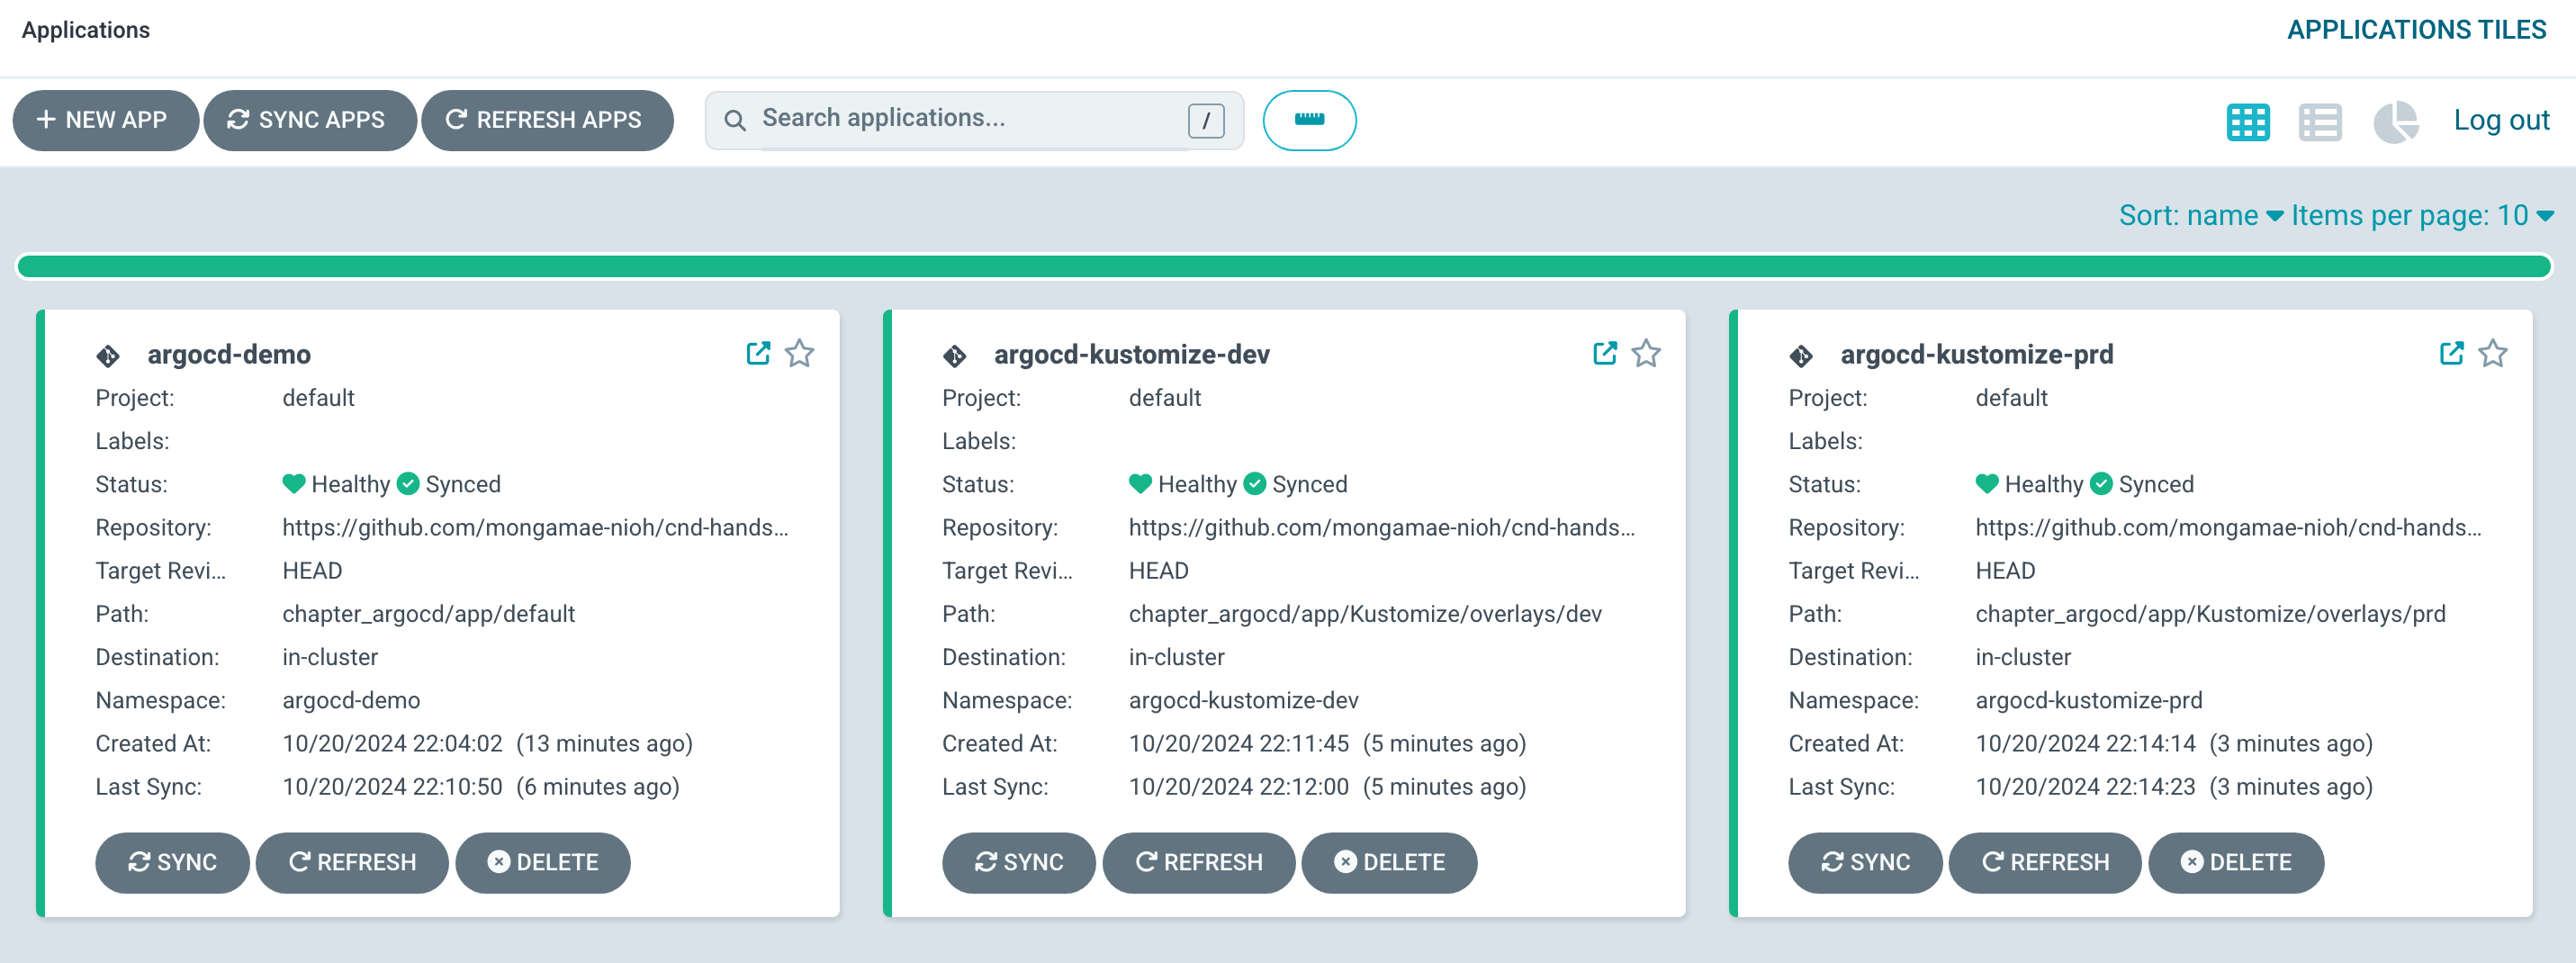 Applications
APPLICATIONS TILES
NEW APP
SYNC APPS
REFRESH APPS
Search applications...
/
Log out
Sort: name
Items per page: 10
argocd-demo
Project: default
Labels:
Status: Healthy Synced
Repository: https://github.com/mongamae-nioh/cnd-hands...
Target Revi... HEAD
Path: chapter_argocd/app/default
Destination: in-cluster
Namespace: argocd-demo
Created At: 10/20/2024 22:04:02 (13 minutes ago)
Last Sync: 10/20/2024 22:10:50 (6 minutes ago)
SYNC REFRESH DELETE
argocd-kustomize-dev
Project: default
Labels:
Status: Healthy Synced
Repository: https://github.com/mongamae-nioh/cnd-hands...
Target Revi... HEAD
Path: chapter_argocd/app/Kustomize/overlays/dev
Destination: in-cluster
Namespace: argocd-kustomize-dev
Created At: 10/20/2024 22:11:45 (5 minutes ago)
Last Sync: 10/20/2024 22:12:00 (5 minutes ago)
SYNC REFRESH DELETE
argocd-kustomize-prd
Project: default
Labels:
Status: Healthy Synced
Repository: https://github.com/mongamae-nioh/cnd-hands...
Target Revi... HEAD
Path: chapter_argocd/app/Kustomize/overlays/prd
Destination: in-cluster
Namespace: argocd-kustomize-prd
Created At: 10/20/2024 22:14:14 (3 minutes ago)
Last Sync: 10/20/2024 22:14:23 (3 minutes ago)
SYNC REFRESH DELETE